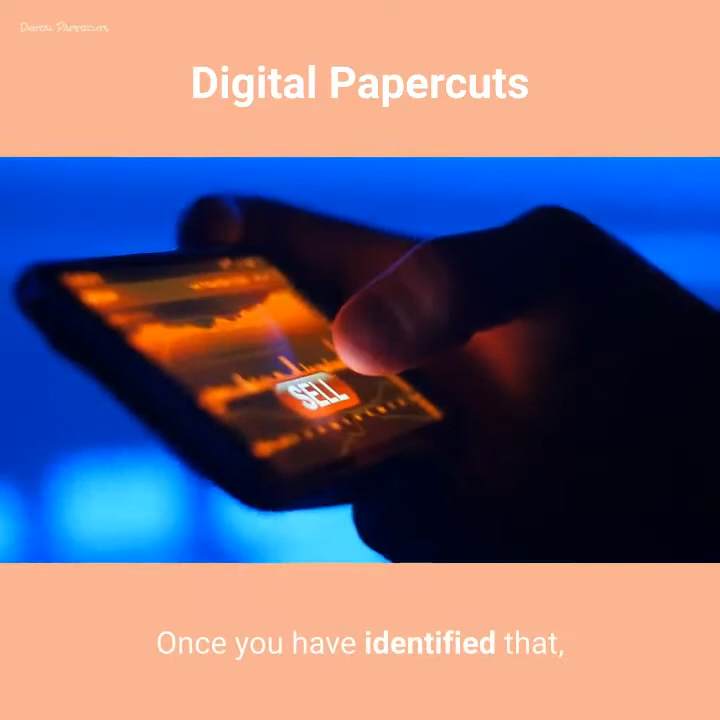 Digital Papercuts
Digital Papercuts
SELL
Once you have identified that,